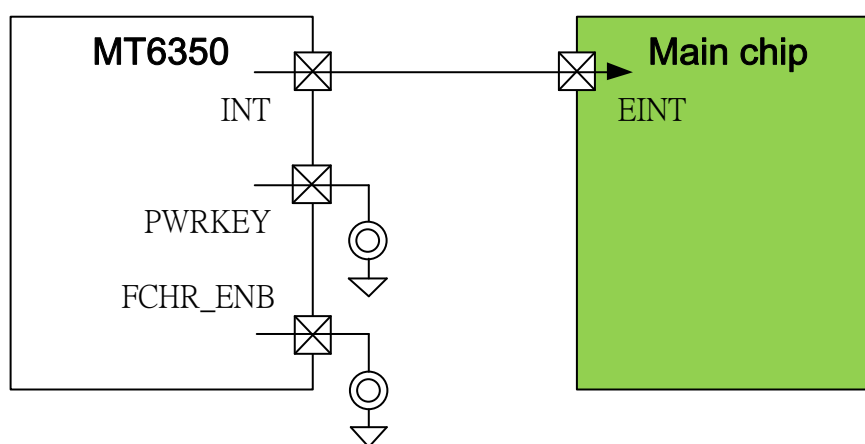 MT6350
Main chip
INT
EINT
PWRKEY
FCHR_ENB